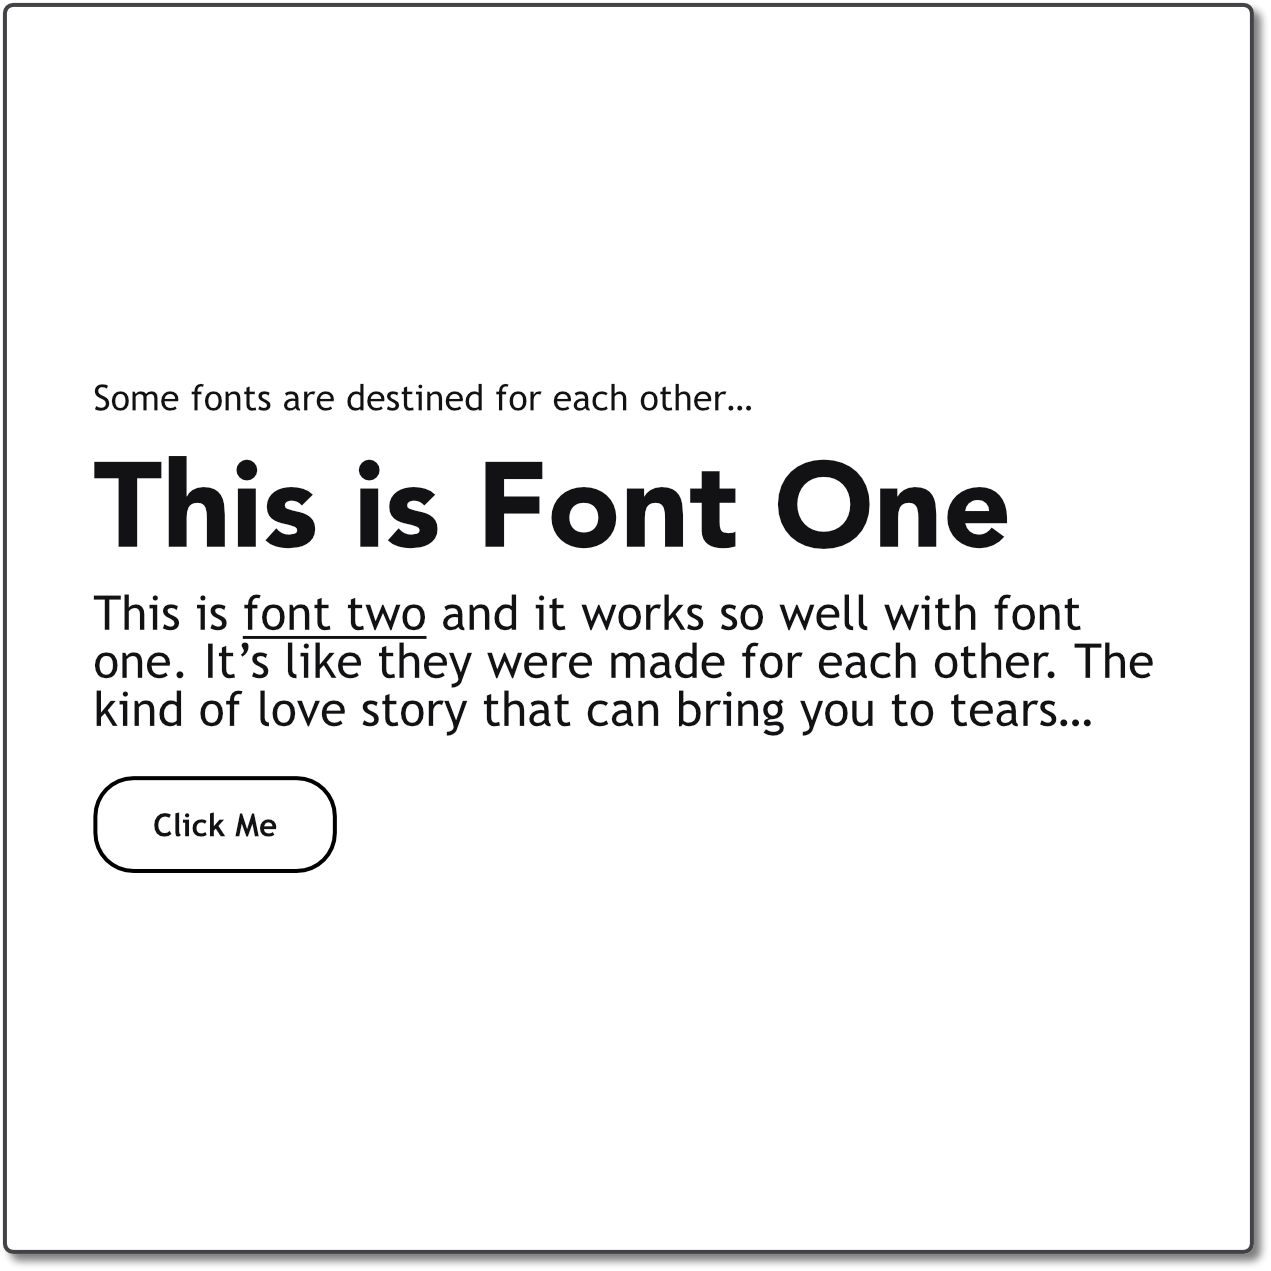 Some fonts are destined for each other…
This is Font One
This is font two and it works so well with font
one. It’s like they were made for each other. The
kind of love story that can bring you to tears…
Click Me